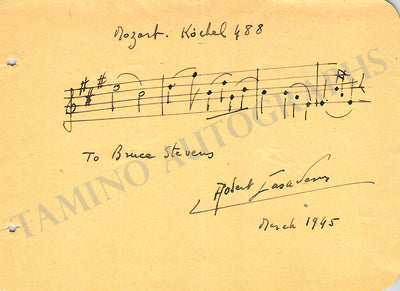 Mozart. Köchel 488
To Bruce Stevens
Robert Casadesus
March 1945
TAMINO AUTOGRAPHS